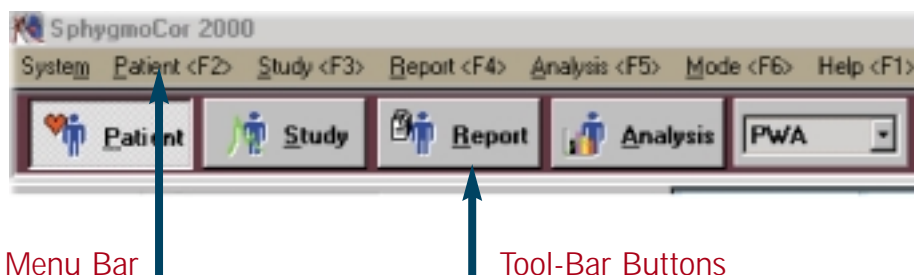 SphygmoCor 2000
System Patient <F2> Study <F3> Report <F4> Analysis <F5> Mode <F6> Help <F1>
Patient Study Report Analysis PWA
Menu Bar Tool-Bar Buttons